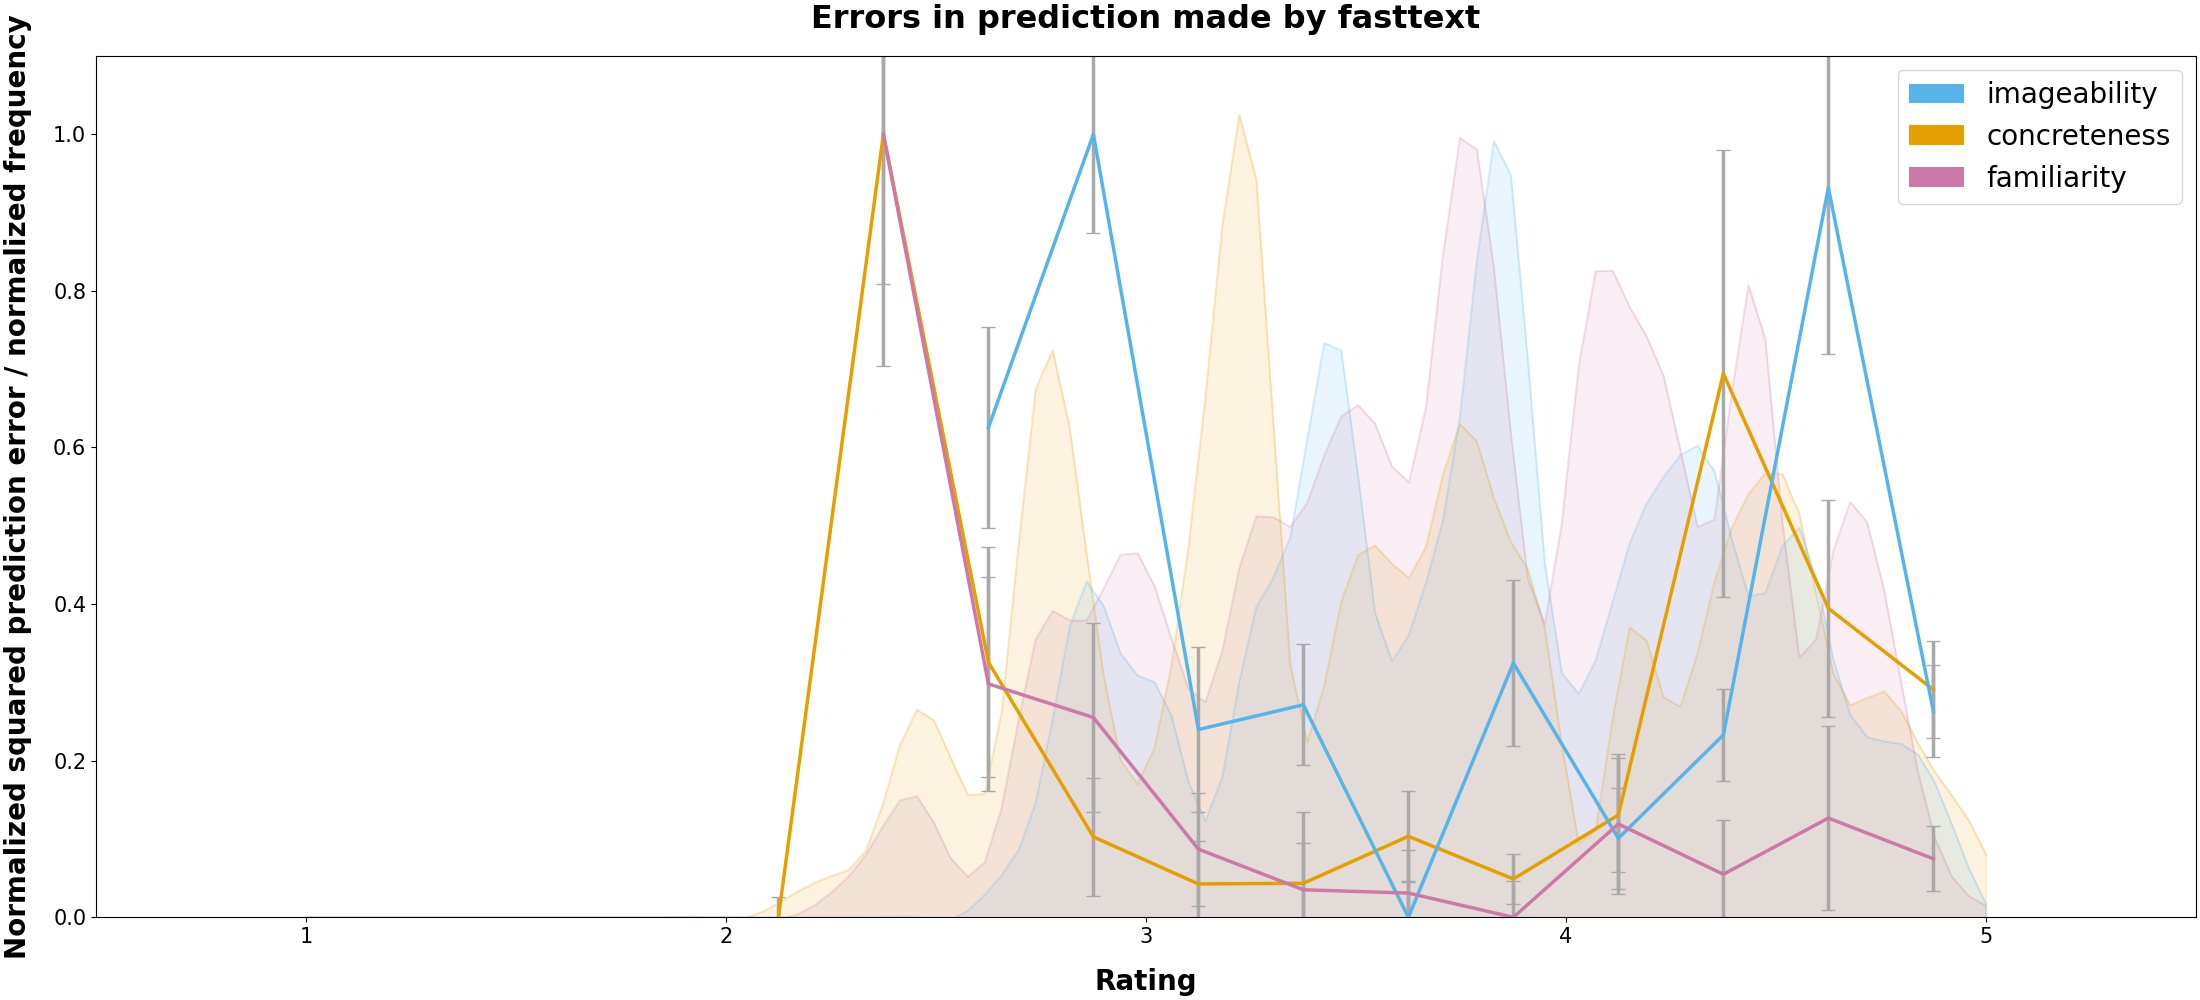 Errors in prediction made by fasttext
Normalized squared prediction error / normalized frequency
1.0
0.8
0.6
0.4
0.2
0.0
imageability
concreteness
familiarity
1 2 3 4 5
Rating